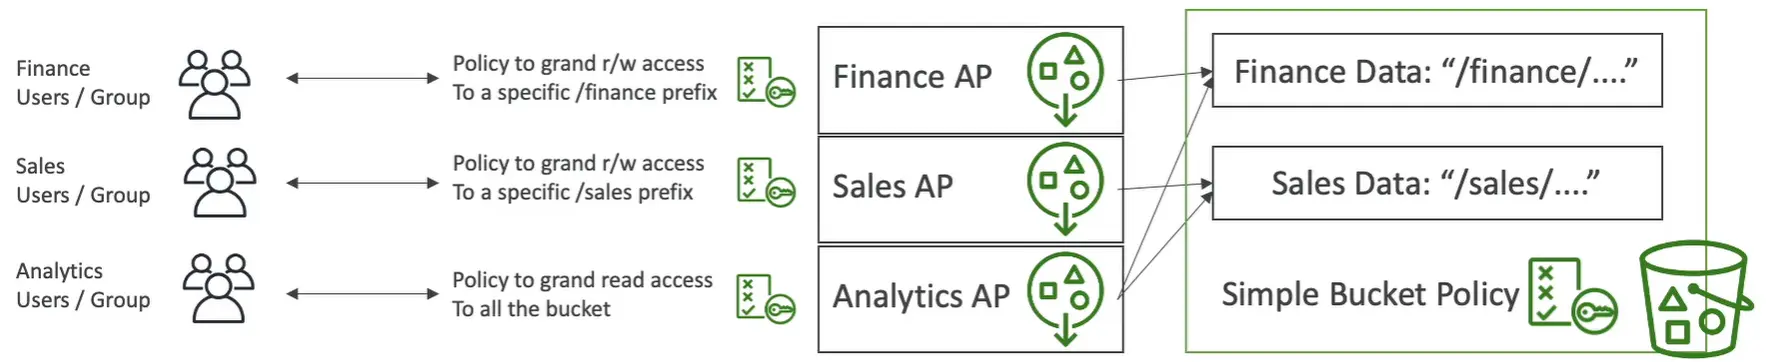 Finance
Users / Group
Policy to grand r/w access
To a specific /finance prefix
Finance AP
Finance Data: “/finance/....”
Sales
Users / Group
Policy to grand r/w access
To a specific /sales prefix
Sales AP
Sales Data: “/sales/....”
Analytics
Users / Group
Policy to grand read access
To all the bucket
Analytics AP
Simple Bucket Policy